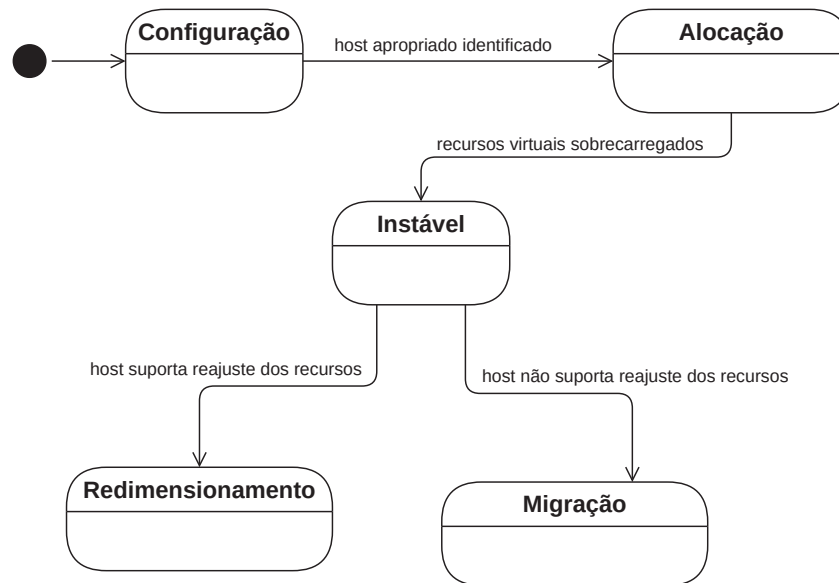 Configuração
host apropriado identificado
Alocação
recursos virtuais sobrecarregados
Instável
host suporta reajuste dos recursos
host não suporta reajuste dos recursos
Redimensionamento
Migração